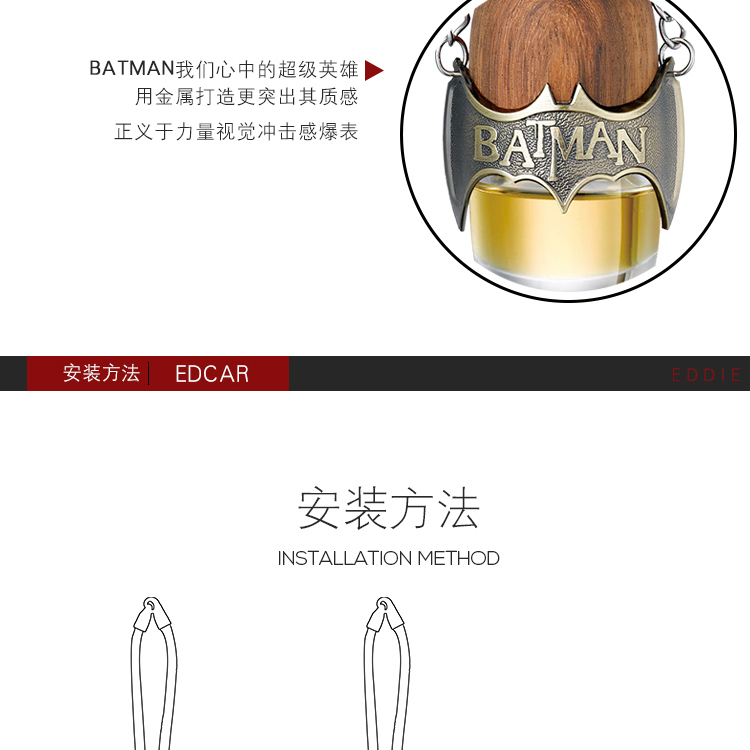 BATMAN我们心中的超级英雄
用金属打造更突出其质感
正义于力量视觉冲击感爆表
BATMAN
安装方法 EDCAR
EDDIE
安装方法
INSTALLATION METHOD